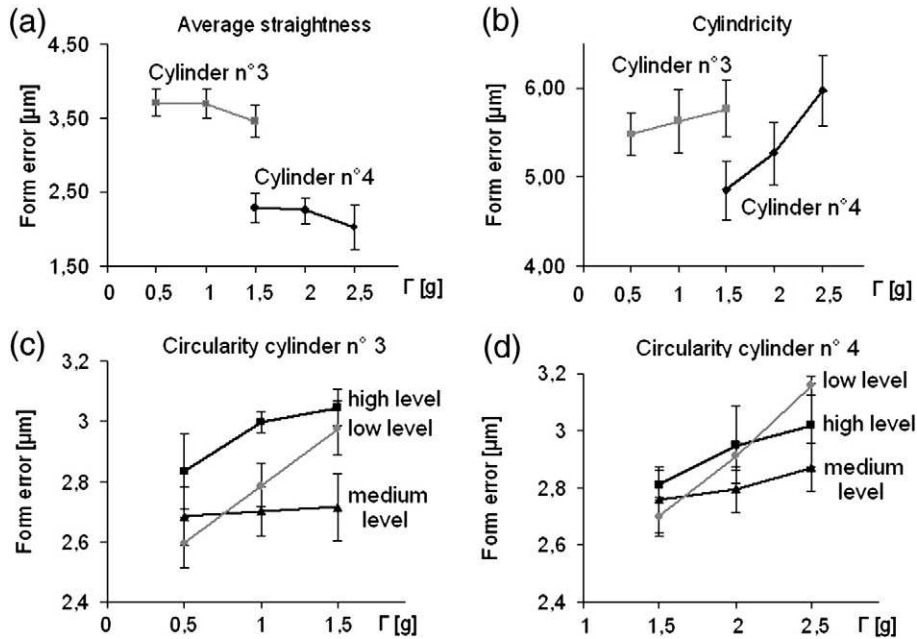 (a) Average straightness
Form error [µm]
4,50
3,50
2,50
1,50
Cylinder n°3
Cylinder n°4
0 0,5 1 1,5 2 2,5 Γ [g]
(b) Cylindricity
Form error [µm]
6,00
5,00
4,00
Cylinder n°3
Cylinder n°4
0 0,5 1 1,5 2 2,5 Γ [g]
(c) Circularity cylinder n° 3
Form error [µm]
3,2
3
2,8
2,6
2,4
high level
low level
medium
level
0 0,5 1 1,5 Γ [g]
(d) Circularity cylinder n° 4
Form error [µm]
3,2
3
2,8
2,6
2,4
low level
high level
medium
level
1 1,5 2 2,5 Γ [g]